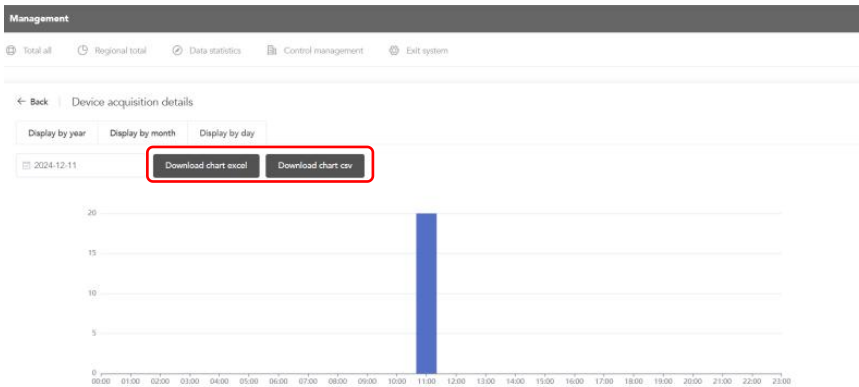 Management
Total all Regional total Data statistics Control management Exit system
← Back Device acquisition details
Display by year Display by month Display by day
2024-12-11 Download chart excel Download chart csv
20
15
10
5
0
00:00 01:00 02:00 03:00 04:00 05:00 06:00 07:00 08:00 09:00 10:00 11:00 12:00 13:00 14:00 15:00 16:00 17:00 18:00 19:00 20:00 21:00 22:00 23:00